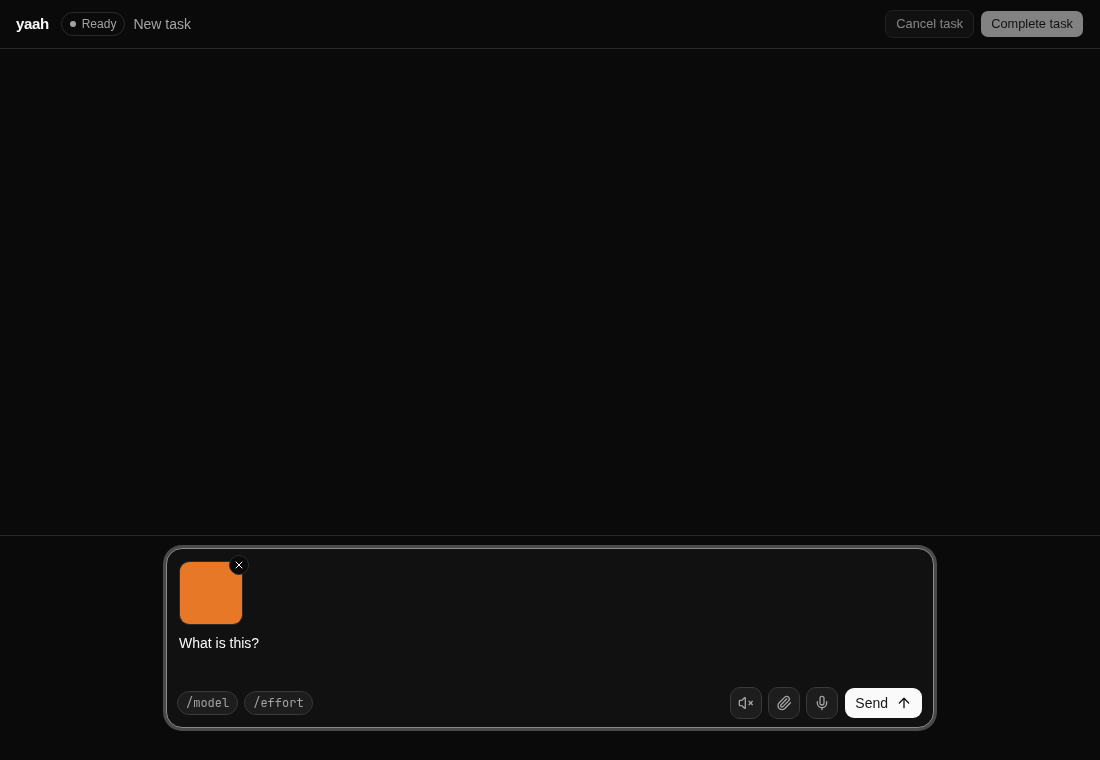 yaah
Ready
New task
Cancel task
Complete task
What is this?
/model
/effort
Send